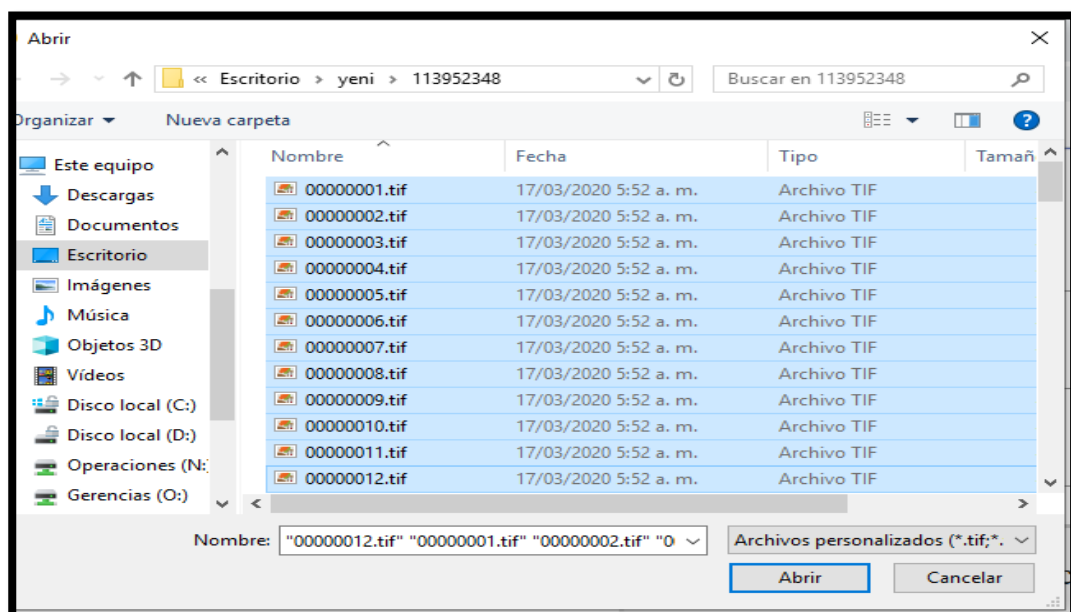 Abrir
« Escritorio > yeni > 113952348
Buscar en 113952348
Organizar
Nueva carpeta
Nombre Fecha Tipo Tamañ
Este equipo
Descargas
Documentos
Escritorio
Imágenes
Música
Objetos 3D
Vídeos
Disco local (C:)
Disco local (D:)
Operaciones (N:
Gerencias (O:)
00000001.tif 17/03/2020 5:52 a. m. Archivo TIF
00000002.tif 17/03/2020 5:52 a. m. Archivo TIF
00000003.tif 17/03/2020 5:52 a. m. Archivo TIF
00000004.tif 17/03/2020 5:52 a. m. Archivo TIF
00000005.tif 17/03/2020 5:52 a. m. Archivo TIF
00000006.tif 17/03/2020 5:52 a. m. Archivo TIF
00000007.tif 17/03/2020 5:52 a. m. Archivo TIF
00000008.tif 17/03/2020 5:52 a. m. Archivo TIF
00000009.tif 17/03/2020 5:52 a. m. Archivo TIF
00000010.tif 17/03/2020 5:52 a. m. Archivo TIF
00000011.tif 17/03/2020 5:52 a. m. Archivo TIF
00000012.tif 17/03/2020 5:52 a. m. Archivo TIF
Nombre: "00000012.tif" "00000001.tif" "00000002.tif" "0
Archivos personalizados (*.tif;*.
Abrir
Cancelar